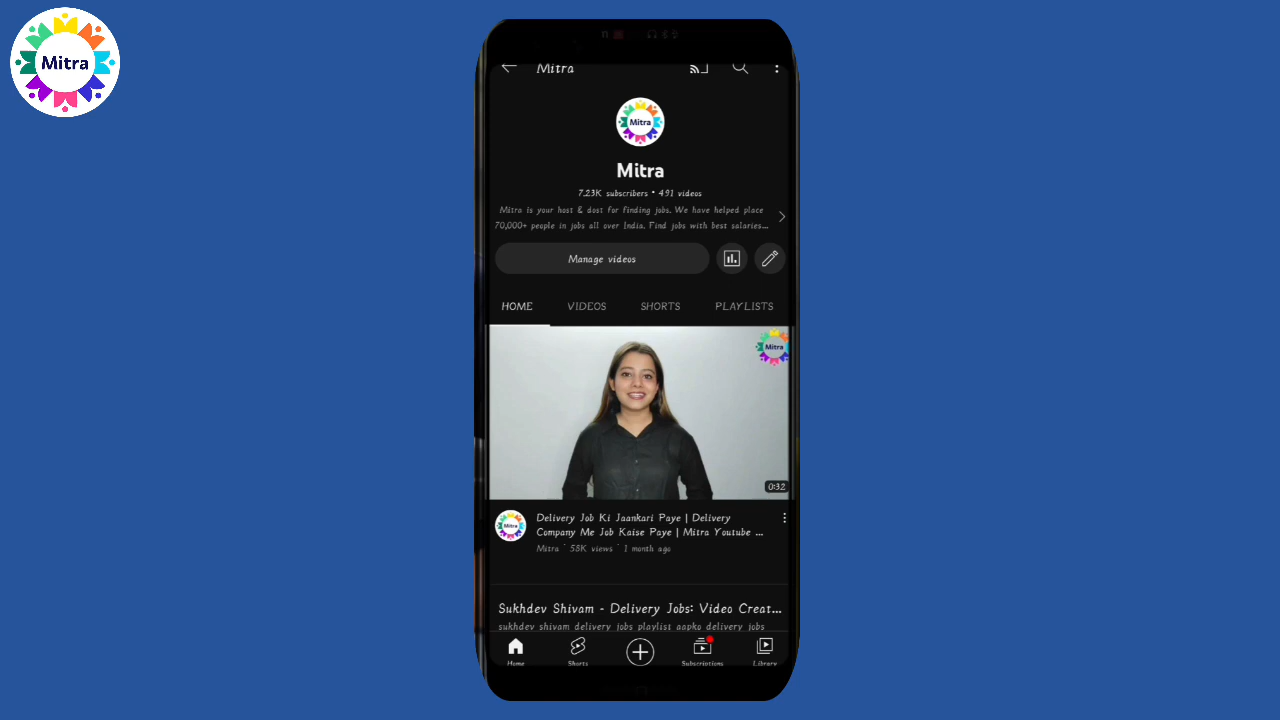 Mitra
Mitra
Mitra
Mitra
7.23K subscribers • 491 videos
Mitra is your host & dost for finding jobs. We have helped place
70,000+ people in jobs all over India. Find jobs with best salaries...
Manage videos
HOME VIDEOS SHORTS PLAYLISTS
Mitra
0:32
Mitra
Delivery Job Ki Jaankari Paye | Delivery
Company Me Job Kaise Paye | Mitra Youtube ...
Mitra · 58K views · 1 month ago
Sukhdev Shivam - Delivery Jobs: Video Creat...
sukhdev shivam delivery jobs playlist aapko delivery jobs
Home Shorts Subscriptions Library